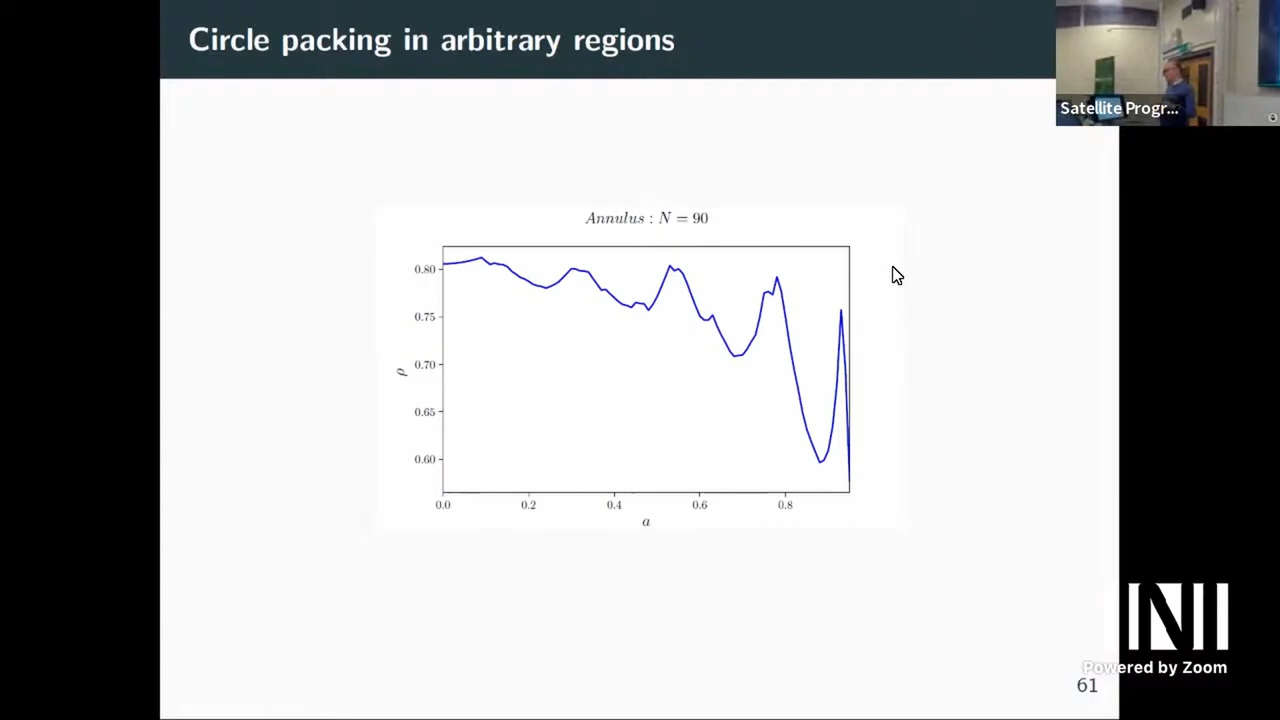 Circle packing in arbitrary regions
Satellite Progr...
Annulus : N = 90
0.80
0.75
0.70
0.65
0.60
ρ
0.0 0.2 0.4 0.6 0.8
a
NII
Powered by Zoom
61